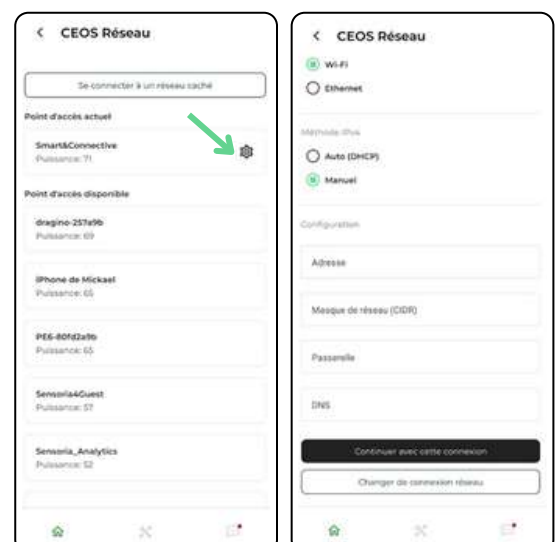 CEOS Réseau
Se connecter à un réseau caché
Point d'accès actuel
Smart&Connective
Puissance: 71
Point d'accès disponible
dragino-257a9b
Puissance: 69
iPhone de Mickael
Puissance: 65
PE6-80fd2a9b
Puissance: 65
Sensoria4Guest
Puissance: 57
Sensoria_Analytics
Puissance: 52
CEOS Réseau
Wi-Fi
Ethernet
Méthode IPv4
Auto (DHCP)
Manuel
Configuration
Adresse
Masque de réseau (CIDR)
Passerelle
DNS
Continuer avec cette connexion
Changer de connexion réseau